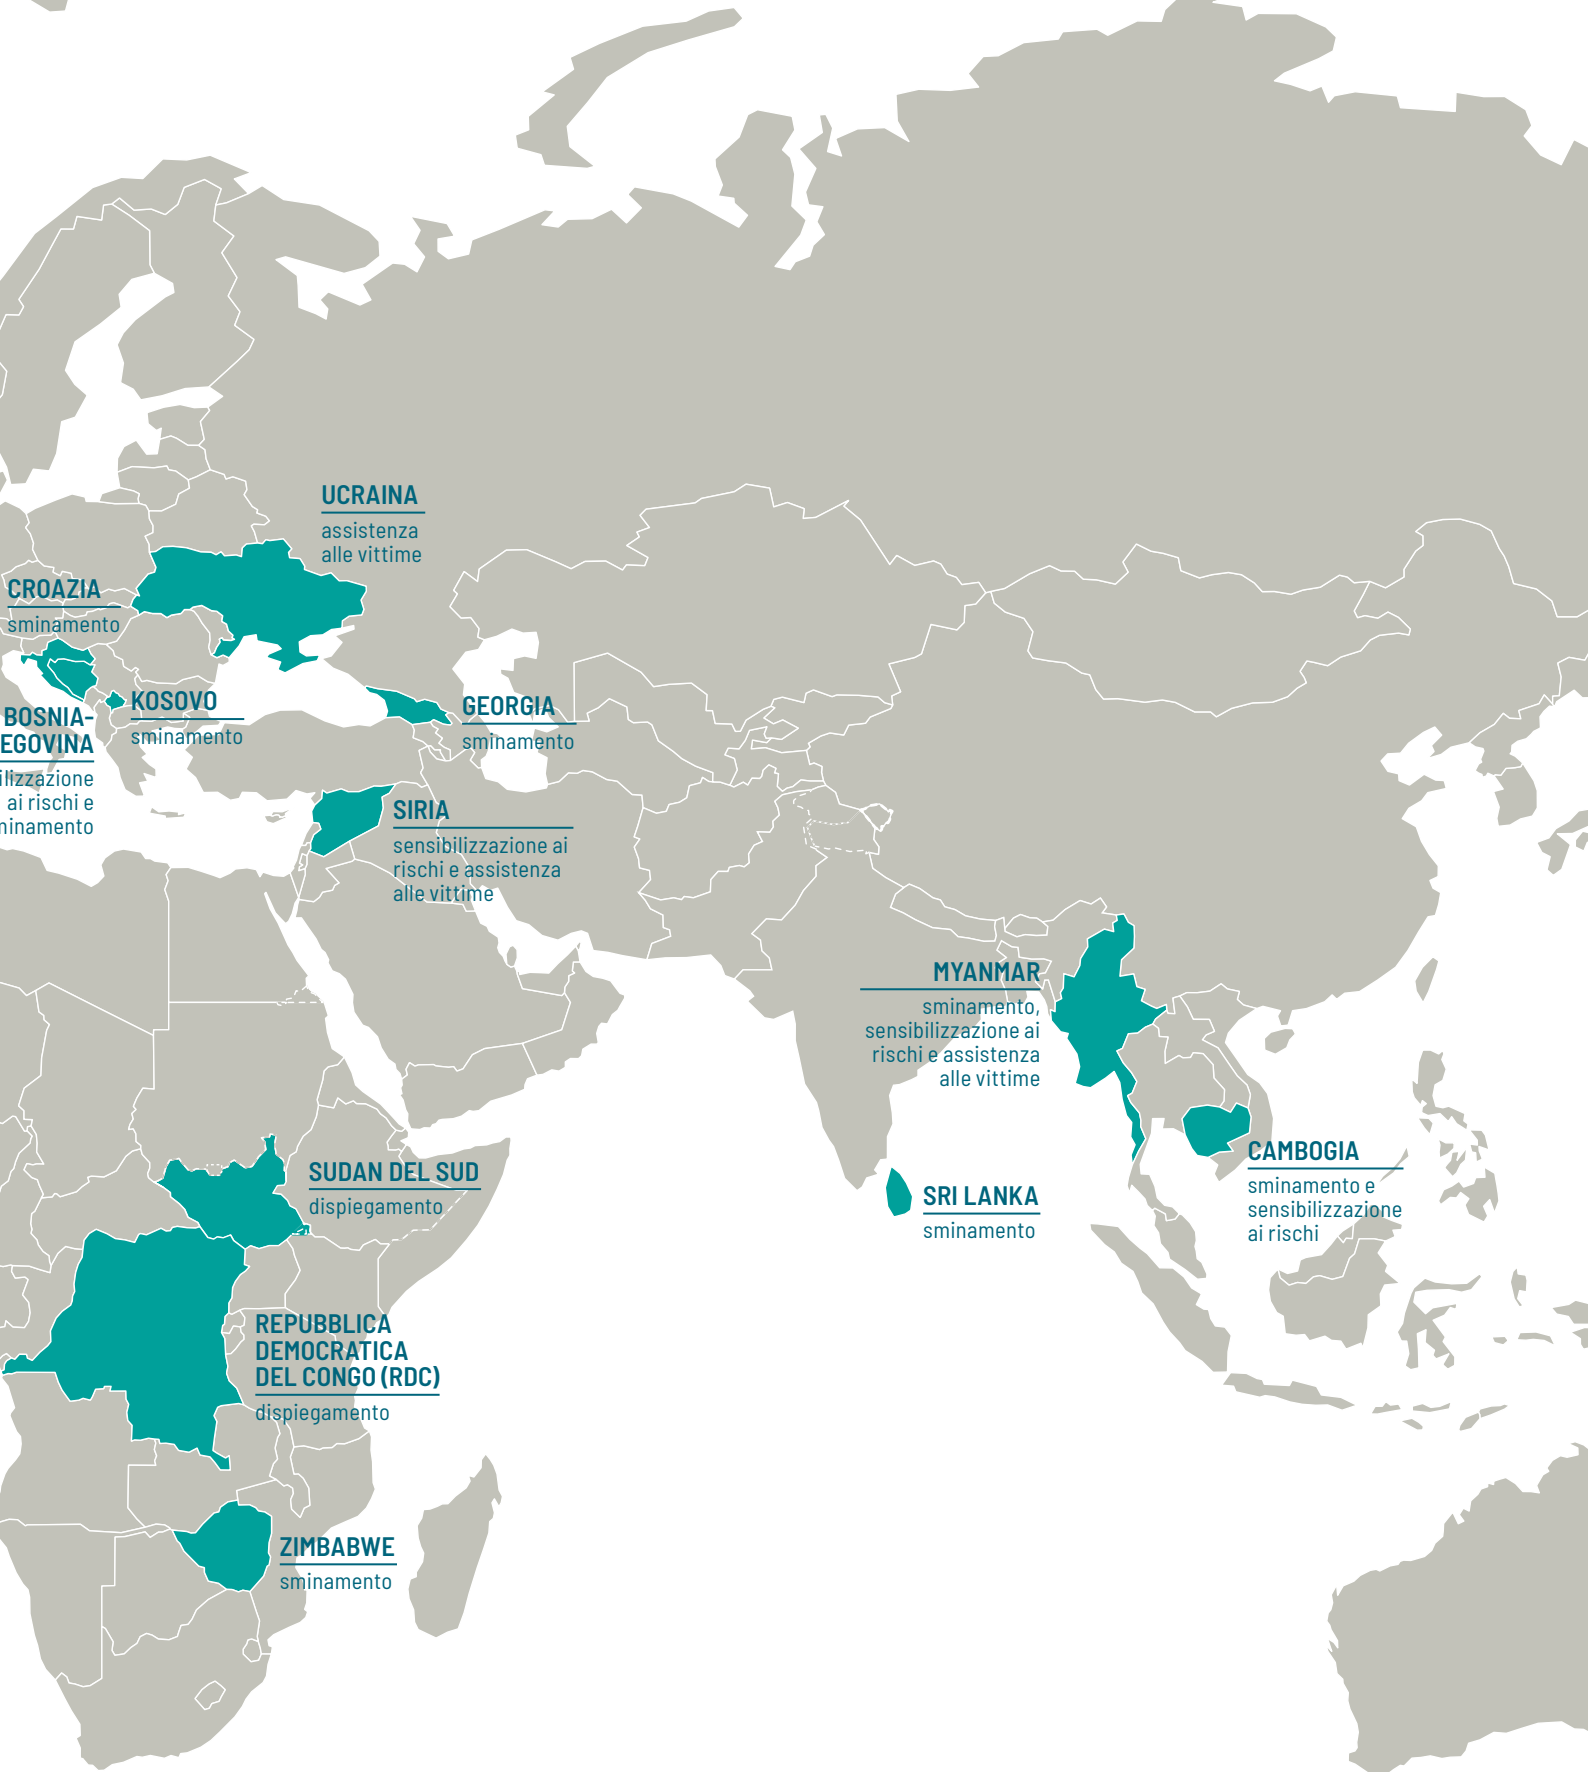 UCRAINA
assistenza
alle vittime
CROAZIA
sminamento
KOSOVO
sminamento
BOSNIA-
EGOVINA
ilizzazione
ai rischi e
minamento
GEORGIA
sminamento
SIRIA
sensibilizzazione ai
rischi e assistenza
alle vittime
MYANMAR
sminamento,
sensibilizzazione ai
rischi e assistenza
alle vittime
CAMBOGIA
sminamento e
sensibilizzazione
ai rischi
SRI LANKA
sminamento
SUDAN DEL SUD
dispiegamento
REPUBBLICA
DEMOCRATICA
DEL CONGO (RDC)
dispiegamento
ZIMBABWE
sminamento